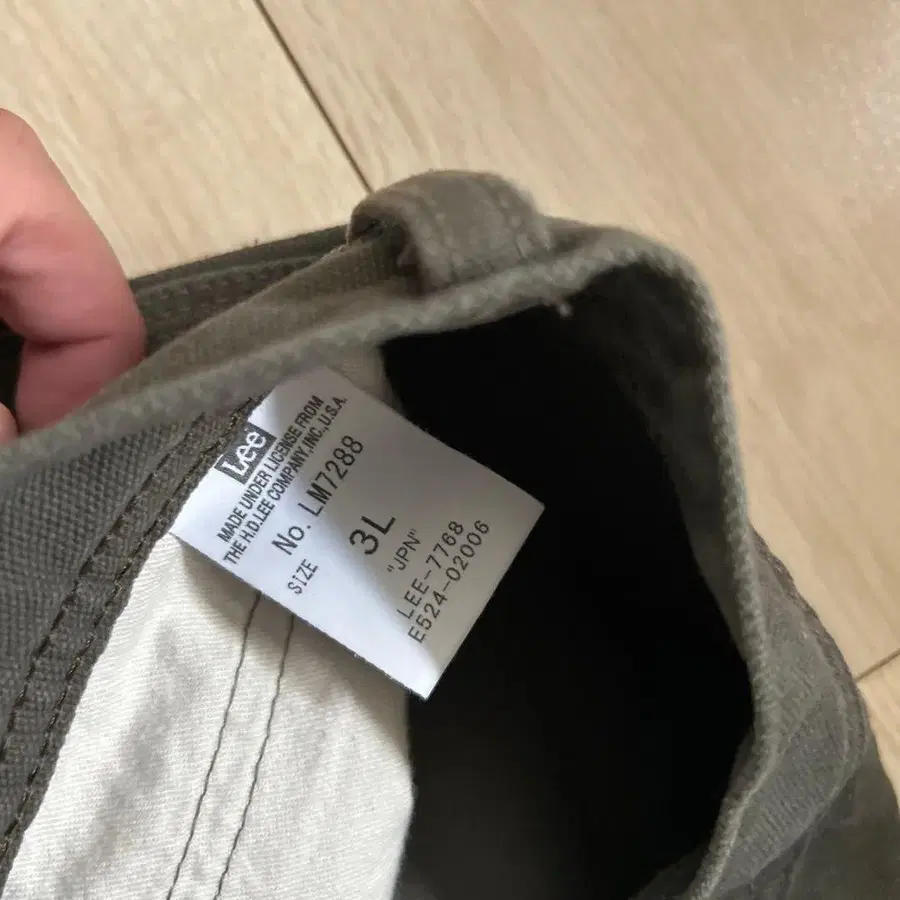 Lee
MADE UNDER LICENSE FROM
THE H.D.LEE COMPANY,INC.,U.S.A.
No. LM7288
SIZE 3L
"JPN"
LEE-7768
E524-02006